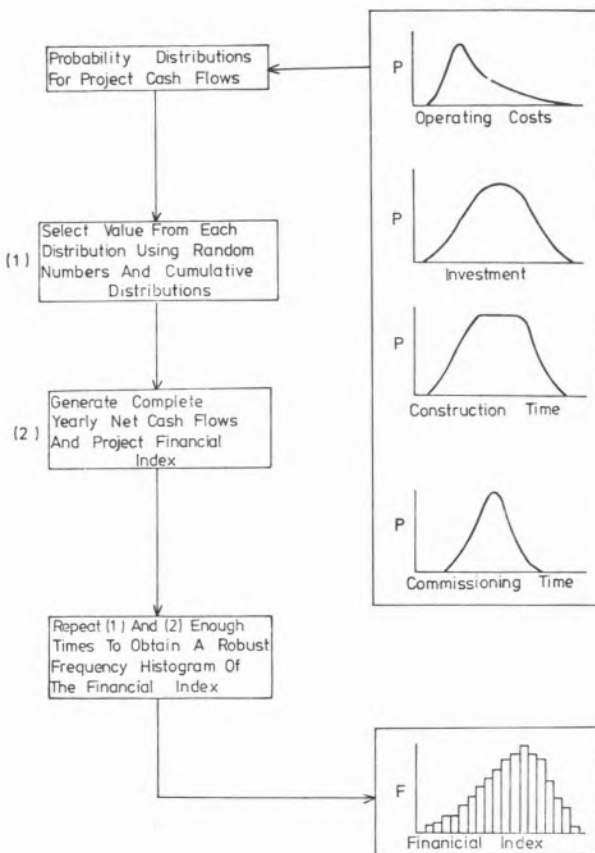 Probability Distributions
For Project Cash Flows
(1)
Select Value From Each
Distribution Using Random
Numbers And Cumulative
Distributions
(2)
Generate Complete
Yearly Net Cash Flows
And Project Financial
Index
Repeat (1) And (2) Enough
Times To Obtain A Robust
Frequency Histogram Of
The Financial Index
P
Operating Costs
P
Investment
P
Construction Time
P
Commissioning Time
F
Finanicial Index